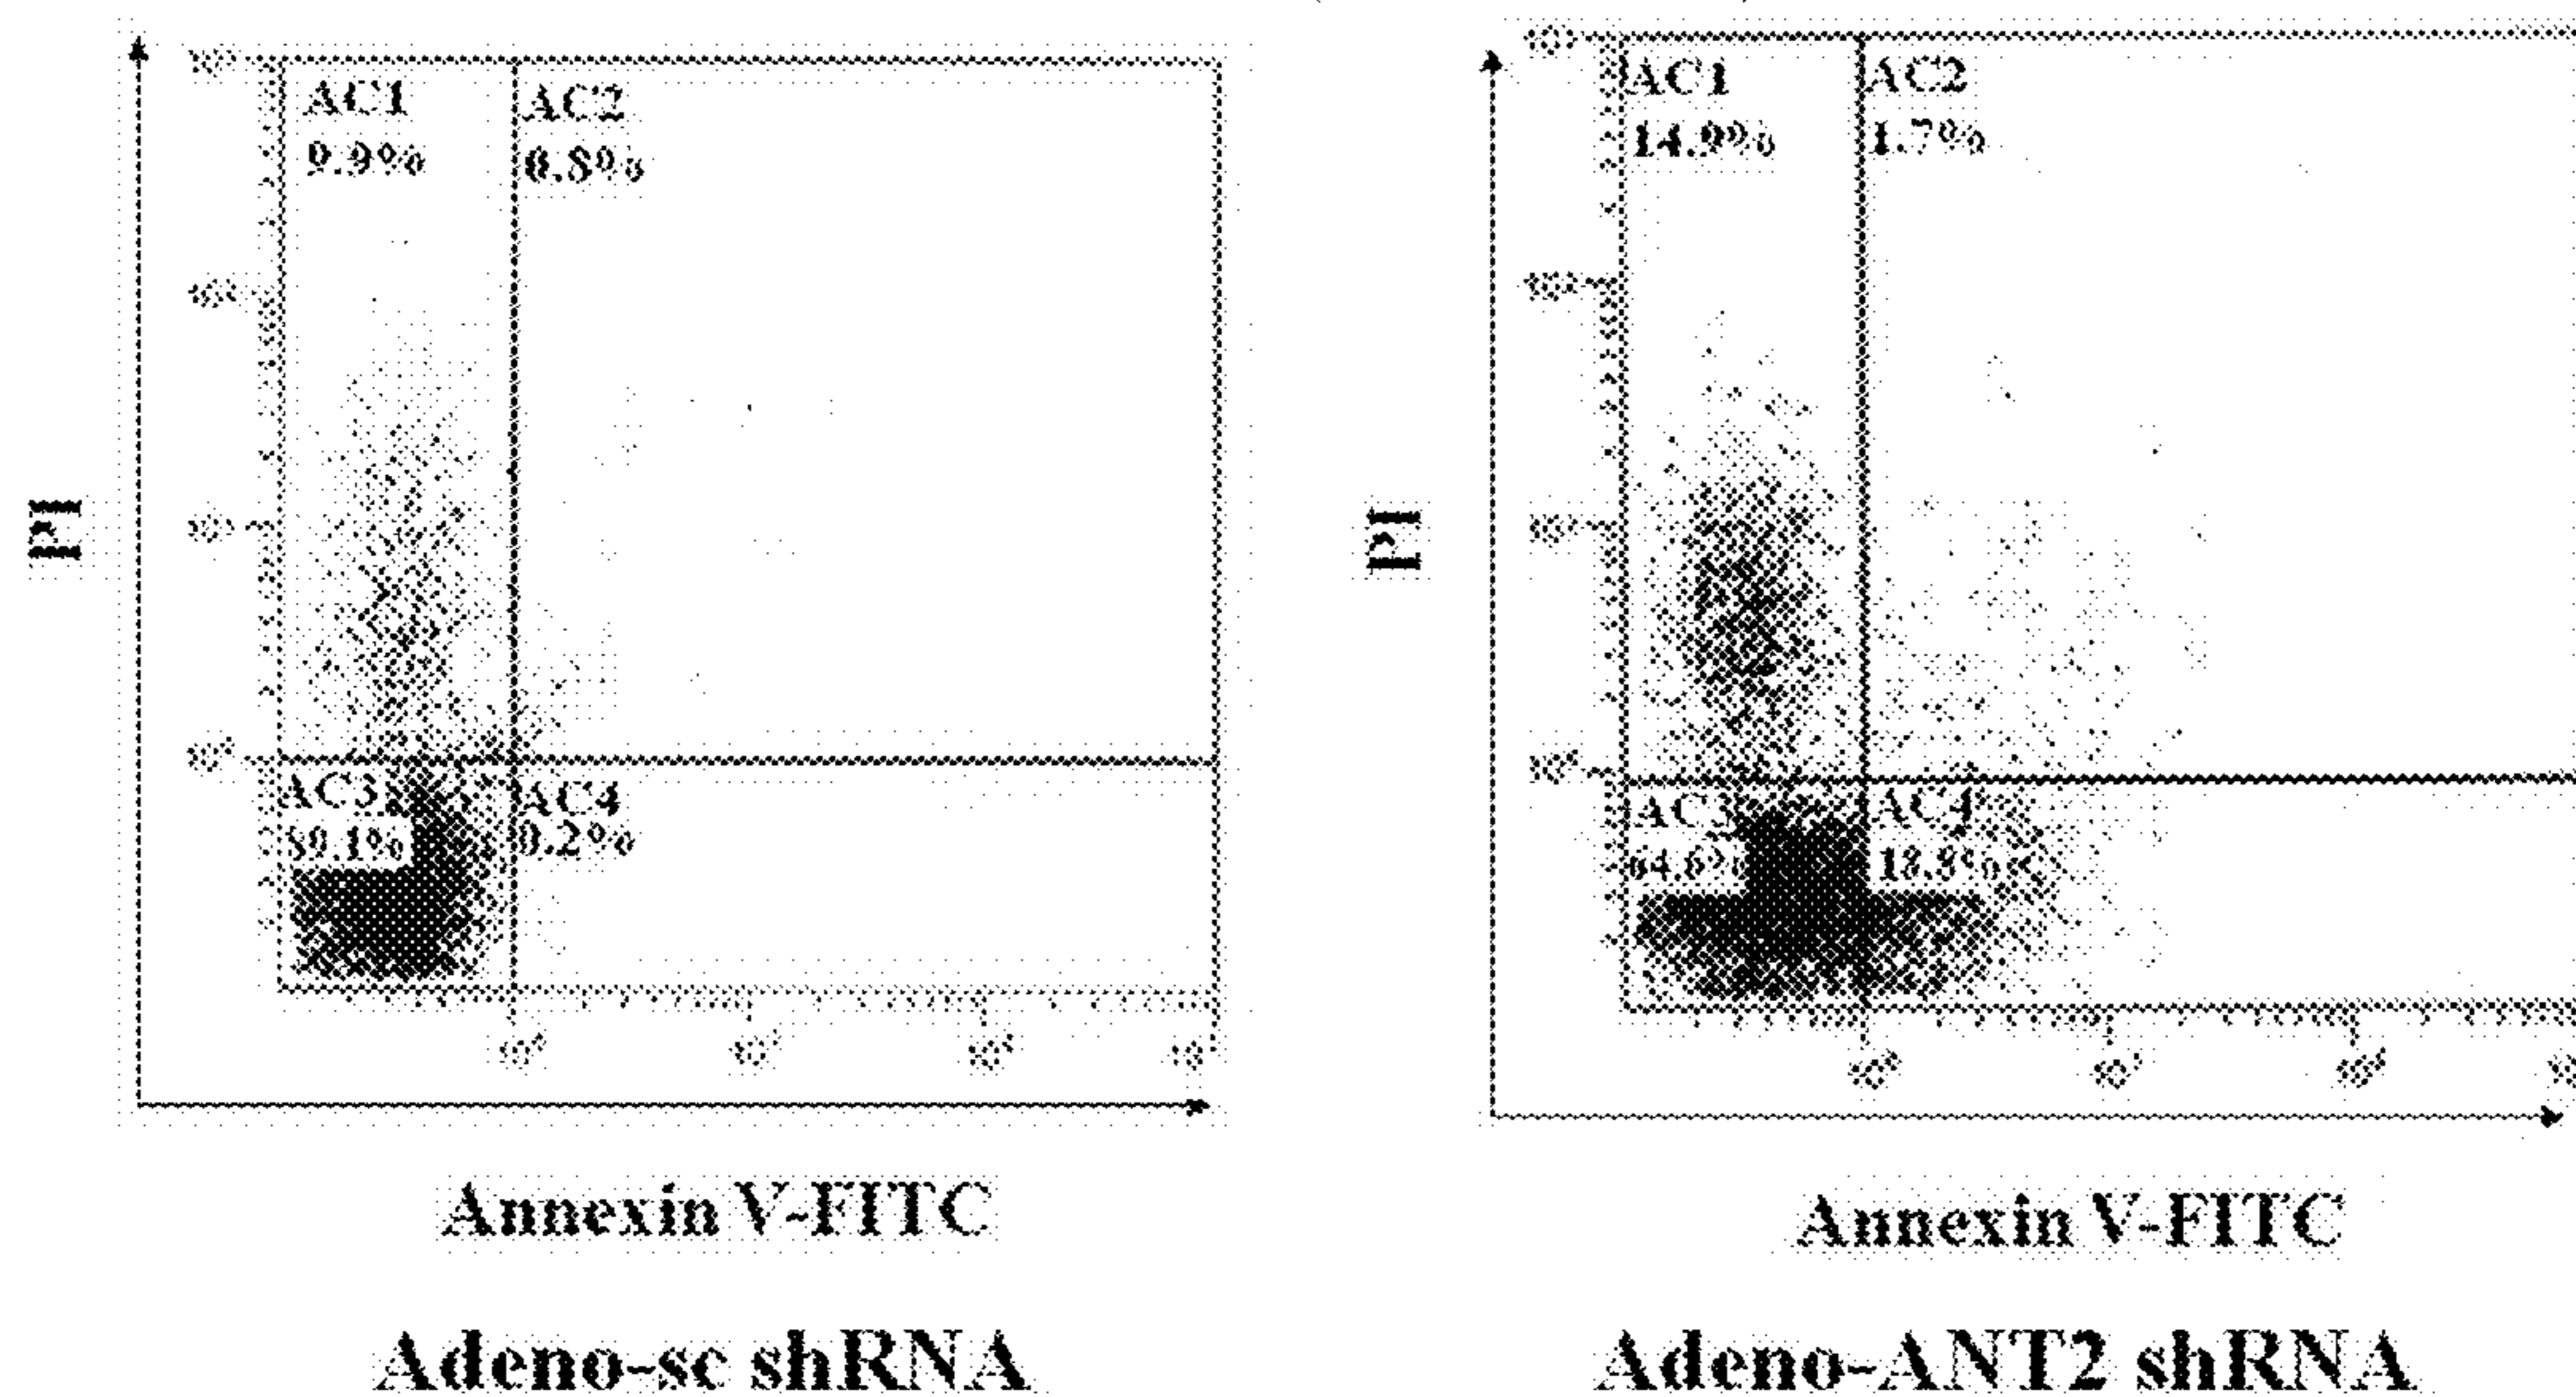 AC1
9.9%
AC2
0.8%
PI
AC3
89.1%
AC4
0.2%
Annexin V-FITC
Adeno-sc shRNA
AC1
14.9%
AC2
1.7%
PI
AC3
64.6%
AC4
18.8%
Annexin V-FITC
Adeno-ANT2 shRNA